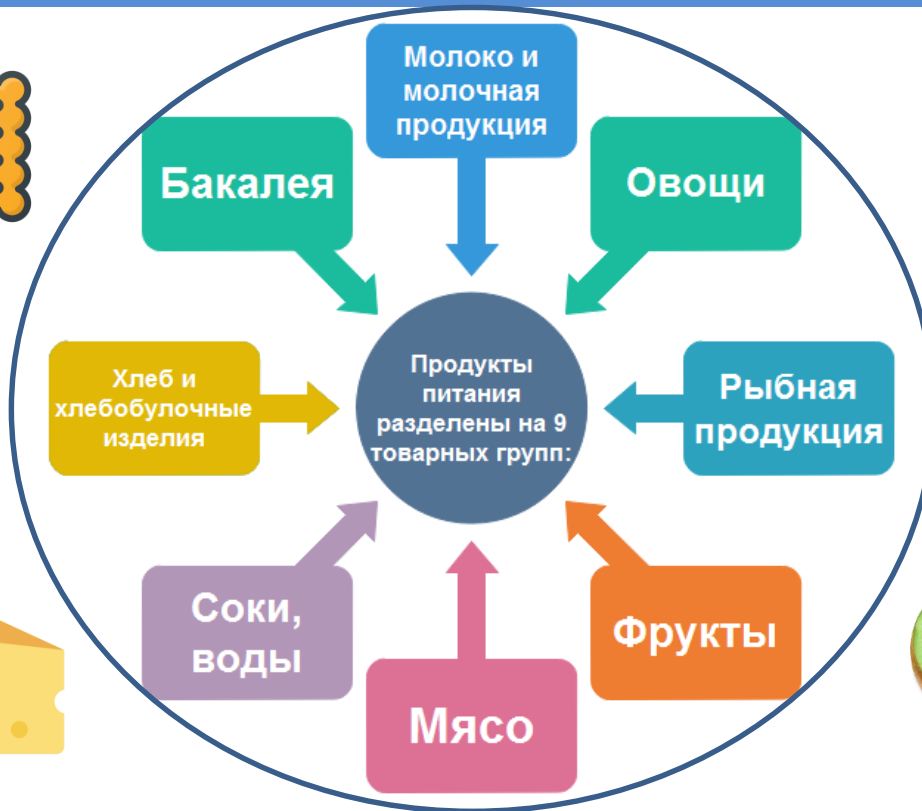 Молоко и
молочная
продукция
Бакалея
Овощи
Продукты
питания
разделены на 9
товарных групп:
Хлеб и
хлебобулочные
изделия
Рыбная
продукция
Соки,
воды
Фрукты
Мясо